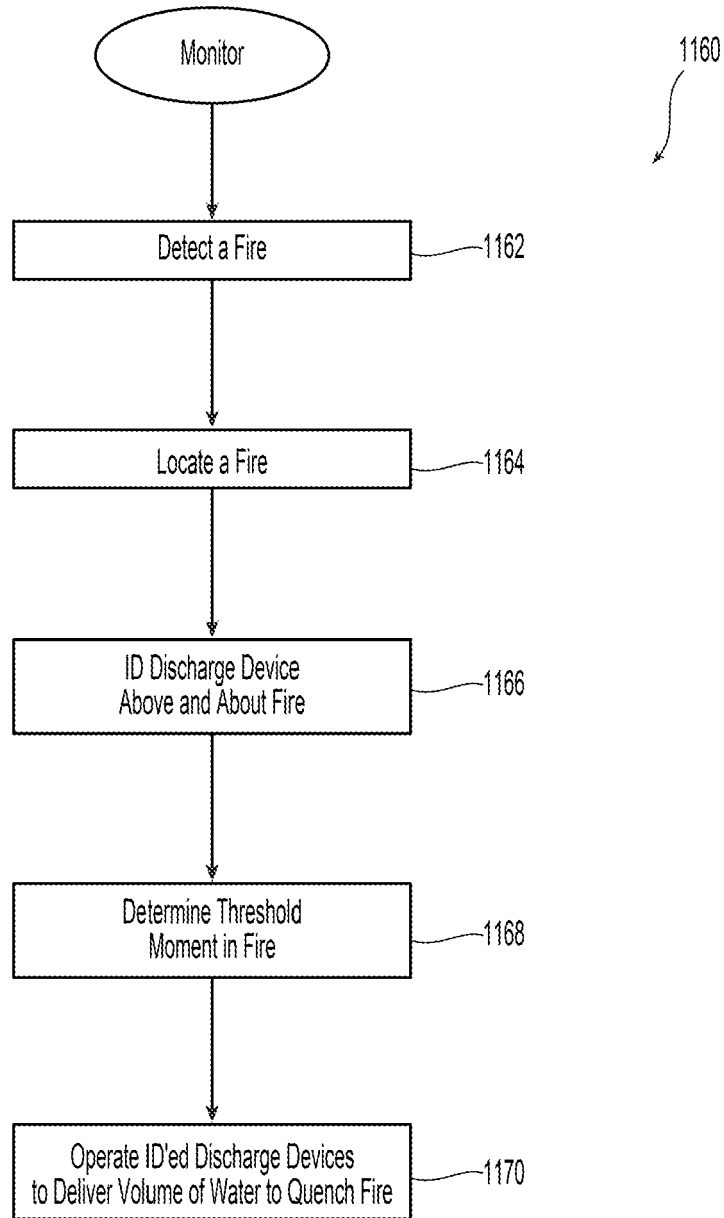 Monitor
1160
Detect a Fire
1162
Locate a Fire
1164
ID Discharge Device
Above and About Fire
1166
Determine Threshold
Moment in Fire
1168
Operate ID'ed Discharge Devices
to Deliver Volume of Water to Quench Fire
1170